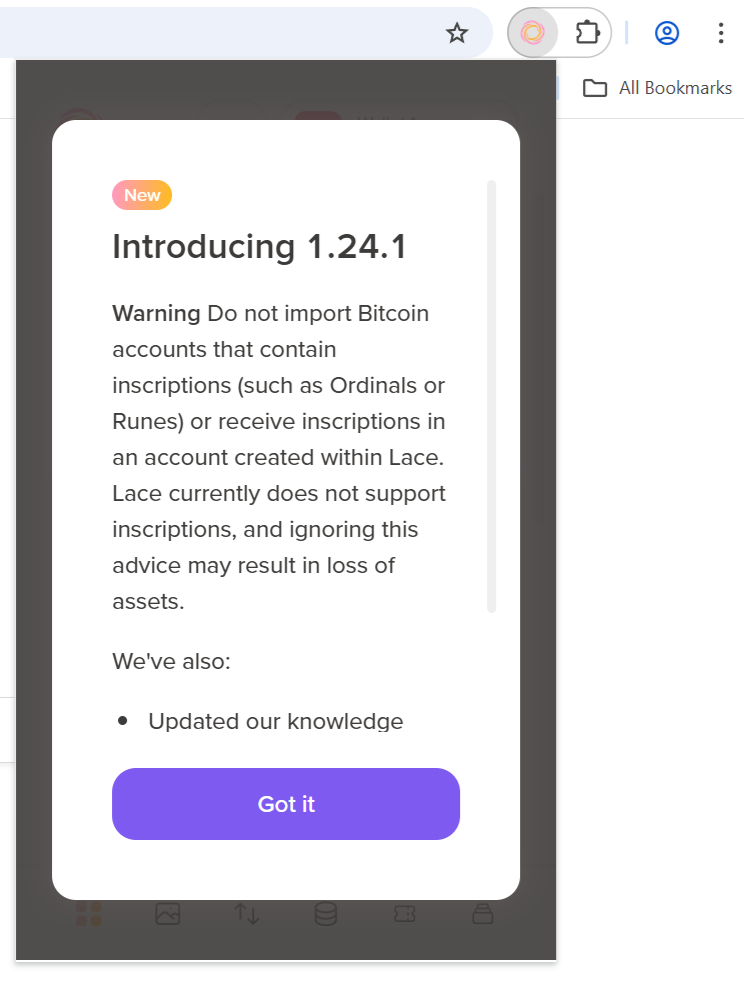 All Bookmarks
New
Introducing 1.24.1
Warning Do not import Bitcoin
accounts that contain
inscriptions (such as Ordinals or
Runes) or receive inscriptions in
an account created within Lace.
Lace currently does not support
inscriptions, and ignoring this
advice may result in loss of
assets.
We've also:
• Updated our knowledge
Got it